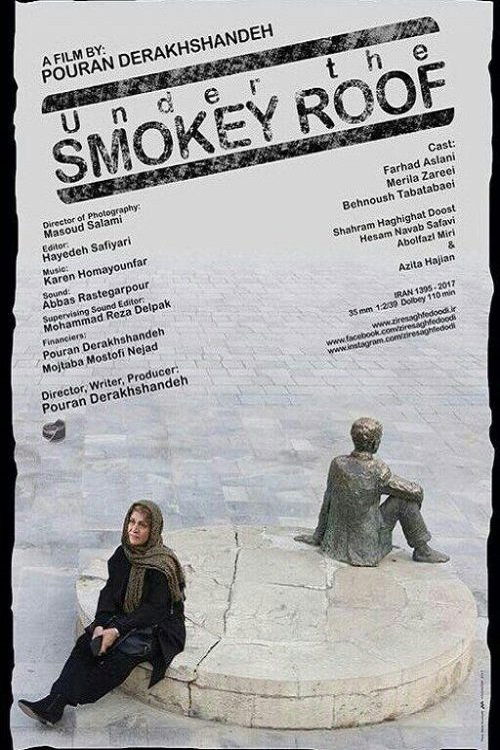 A FILM BY:
POURAN DERAKHSHANDEH
Under the
SMOKEY ROOF
Cast:
Farhad Aslani
Merila Zareei
Behnoush Tabatabaei
Shahram Haghighat Doost
Hesam Navab Safavi
Abolfazl Miri
&
Azita Hajian
IRAN 1395 - 2017
35 mm 1:2/39 Dolbey 110 min
www.ziresaghfedoodi.ir
www.facebook.com/ziresaghfedoodi
www.instagram.com/ziresaghfedoodi
Director of Photography:
Masoud Salami
Editor:
Hayedeh Safiyari
Music:
Karen Homayounfar
Sound:
Abbas Rastegarpour
Supervising Sound Editor:
Mohammad Reza Delpak
Financiers:
Pouran Derakhshandeh
Mojtaba Mostofi Nejad
Director, Writer, Producer:
Pouran Derakhshandeh